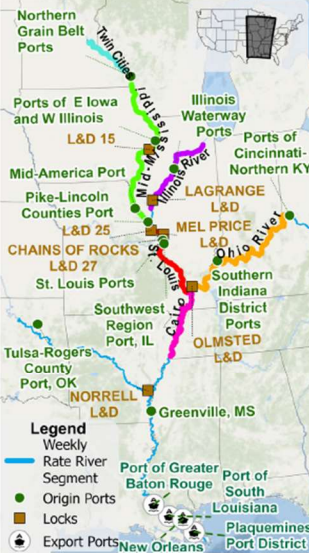 Northern
Grain Belt
Ports
Twin Cities
Ports of E Iowa
and W Illinois
L&D 15
Mid-Mississippi
Illinois
Waterway
Ports
Ports of
Cincinnati-
Northern KY
Mid-America Port
Illinois River
Pike-Lincoln
Counties Port
LAGRANGE
L&D
L&D 25
MEL PRICE
L&D
CHAINS OF ROCKS
L&D 27
Ohio River
St. Louis
St. Louis Ports
Southern
Indiana
District
Ports
Southwest
Region
Port, IL
Cairo
OLMSTED
L&D
Tulsa-Rogers
County
Port, OK
NORRELL
L&D
Greenville, MS
Legend
Weekly
Rate River
Segment
Origin Ports
Locks
Export Ports
Port of Greater
Baton Rouge
Port of
South
Louisiana
Plaquemines
Port District
New Orleans